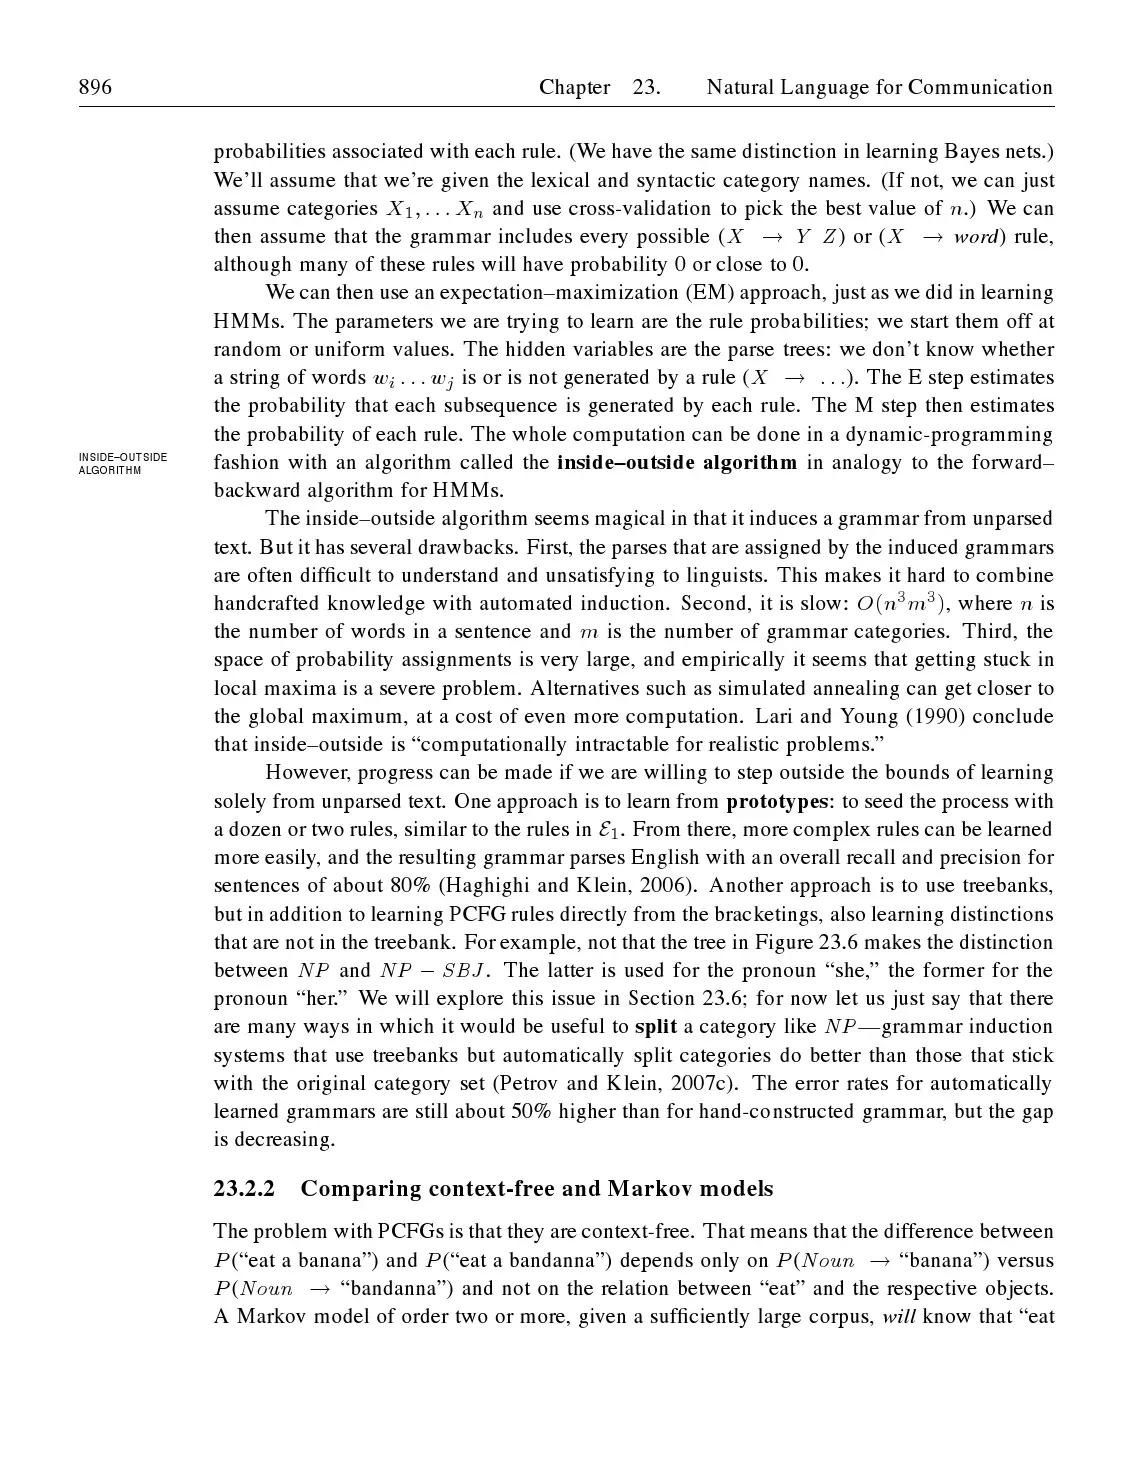 896 Chapter 23. Natural Language for Communication
probabilities associated with each rule. (We have the same distinction in learning Bayes nets.)
We'll assume that we're given the lexical and syntactic category names. (If not, we can just
assume categories X₁, . . . Xₙ and use cross-validation to pick the best value of n.) We can
then assume that the grammar includes every possible (X → Y Z) or (X → word) rule,
although many of these rules will have probability 0 or close to 0.
We can then use an expectation–maximization (EM) approach, just as we did in learning
HMMs. The parameters we are trying to learn are the rule probabilities; we start them off at
random or uniform values. The hidden variables are the parse trees: we don't know whether
a string of words wᵢ . . . wⱼ is or is not generated by a rule (X → . . .). The E step estimates
the probability that each subsequence is generated by each rule. The M step then estimates
the probability of each rule. The whole computation can be done in a dynamic-programming
INSIDE–OUTSIDE
ALGORITHM
fashion with an algorithm called the inside–outside algorithm in analogy to the forward–
backward algorithm for HMMs.
The inside–outside algorithm seems magical in that it induces a grammar from unparsed
text. But it has several drawbacks. First, the parses that are assigned by the induced grammars
are often difficult to understand and unsatisfying to linguists. This makes it hard to combine
handcrafted knowledge with automated induction. Second, it is slow: O(n³m³), where n is
the number of words in a sentence and m is the number of grammar categories. Third, the
space of probability assignments is very large, and empirically it seems that getting stuck in
local maxima is a severe problem. Alternatives such as simulated annealing can get closer to
the global maximum, at a cost of even more computation. Lari and Young (1990) conclude
that inside–outside is “computationally intractable for realistic problems.”
However, progress can be made if we are willing to step outside the bounds of learning
solely from unparsed text. One approach is to learn from prototypes: to seed the process with
a dozen or two rules, similar to the rules in ℰ₁. From there, more complex rules can be learned
more easily, and the resulting grammar parses English with an overall recall and precision for
sentences of about 80% (Haghighi and Klein, 2006). Another approach is to use treebanks,
but in addition to learning PCFG rules directly from the bracketings, also learning distinctions
that are not in the treebank. For example, not that the tree in Figure 23.6 makes the distinction
between NP and NP − SBJ. The latter is used for the pronoun “she,” the former for the
pronoun “her.” We will explore this issue in Section 23.6; for now let us just say that there
are many ways in which it would be useful to split a category like NP—grammar induction
systems that use treebanks but automatically split categories do better than those that stick
with the original category set (Petrov and Klein, 2007c). The error rates for automatically
learned grammars are still about 50% higher than for hand-constructed grammar, but the gap
is decreasing.
23.2.2 Comparing context-free and Markov models
The problem with PCFGs is that they are context-free. That means that the difference between
P(“eat a banana”) and P(“eat a bandanna”) depends only on P(Noun → “banana”) versus
P(Noun → “bandanna”) and not on the relation between “eat” and the respective objects.
A Markov model of order two or more, given a sufficiently large corpus, will know that “eat